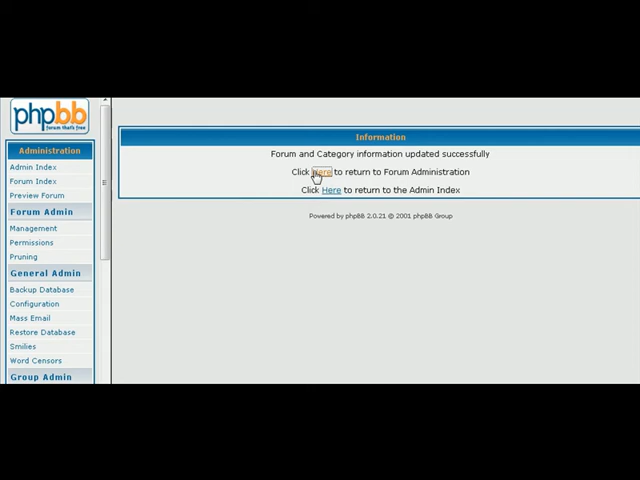 phpBB
forum that's free
Administration
Admin Index
Forum Index
Preview Forum
Forum Admin
Management
Permissions
Pruning
General Admin
Backup Database
Configuration
Mass Email
Restore Database
Smilies
Word Censors
Group Admin
Information
Forum and Category information updated successfully
Click Here to return to Forum Administration
Click Here to return to the Admin Index
Powered by phpBB 2.0.21 © 2001 phpBB Group